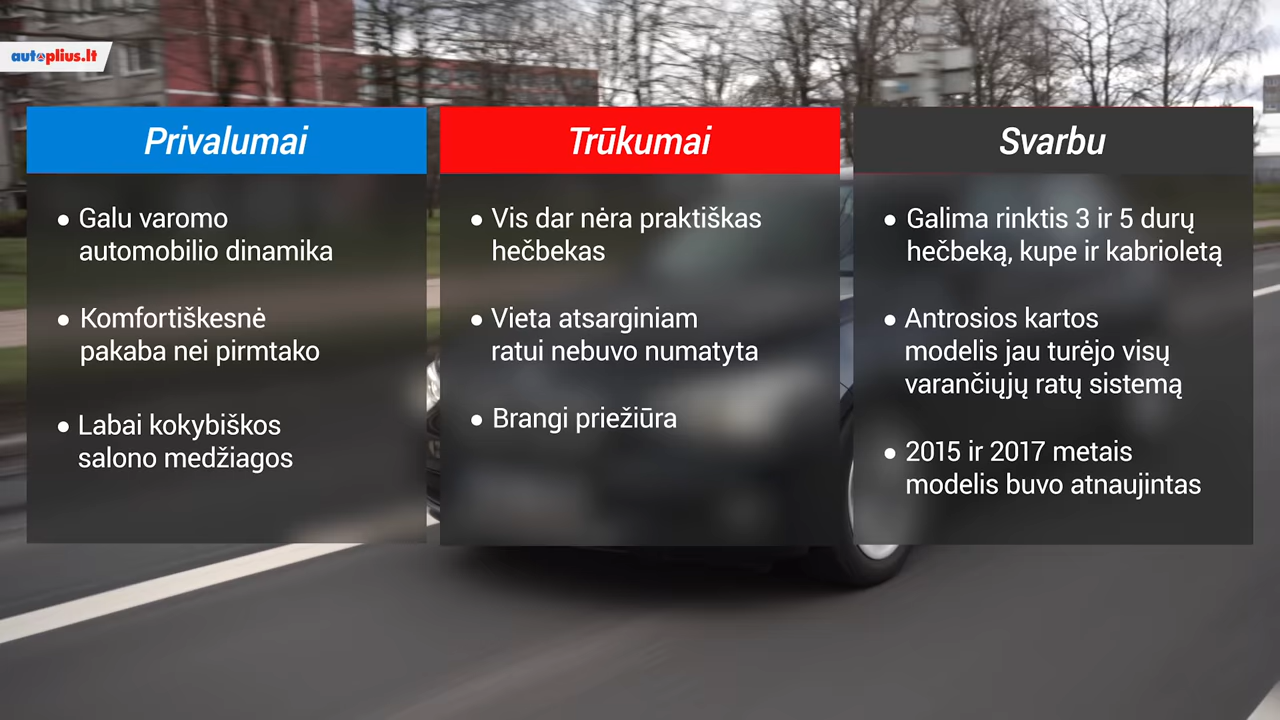 autoplius.lt
Privalumai
• Galu varomo
automobilio dinamika
• Komfortiškesnė
pakaba nei pirmtako
• Labai kokybiškos
salono medžiagos
Trūkumai
• Vis dar nėra praktiškas
hečbekas
• Vieta atsarginiam
ratui nebuvo numatyta
• Brangi priežiūra
Svarbu
• Galima rinktis 3 ir 5 durų
hečbeką, kupe ir kabrioletą
• Antrosios kartos
modelis jau turėjo visų
varančiųjų ratų sistemą
• 2015 ir 2017 metais
modelis buvo atnaujintas